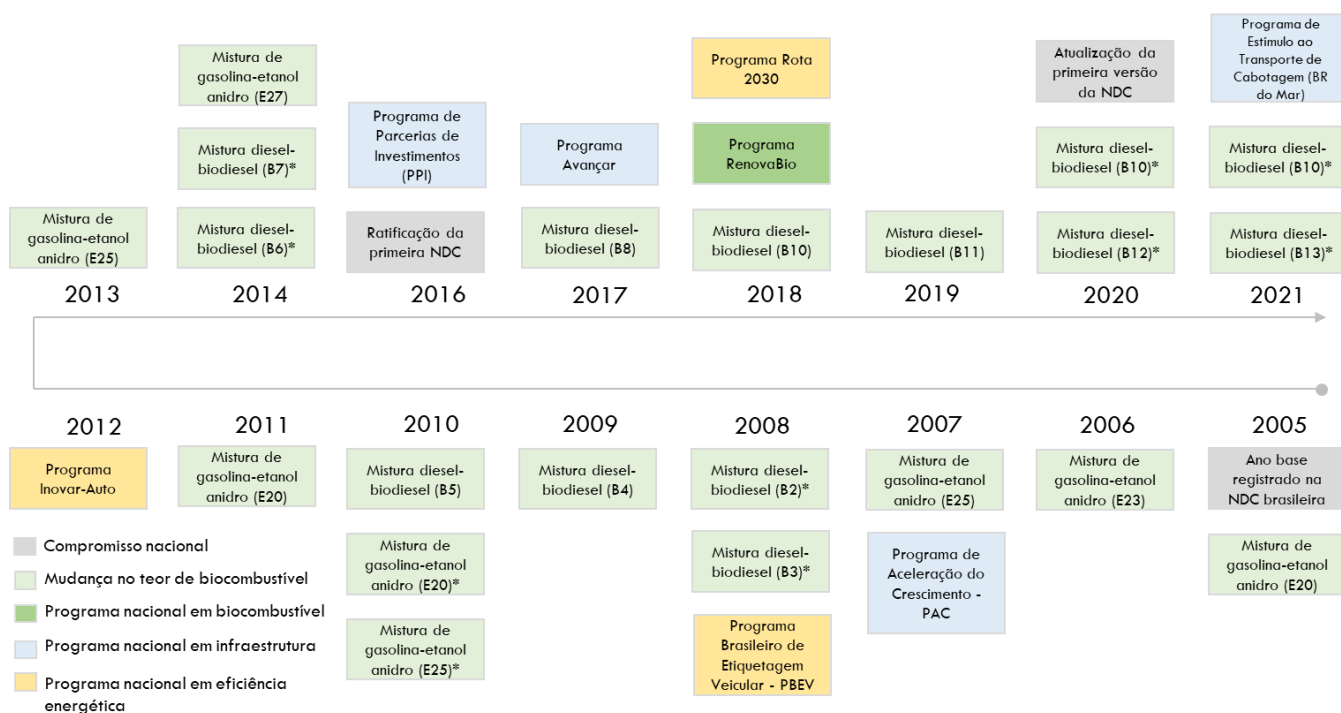 Mistura de
gasolina-etanol
anidro (E25)
2013
Mistura de
gasolina-etanol
anidro (E27)
Mistura diesel-
biodiesel (B7)*
Mistura diesel-
biodiesel (B6)*
2014
Programa de
Parcerias de
Investimentos
(PPI)
Ratificação da
primeira NDC
2016
Programa
Avançar
Mistura diesel-
biodiesel (B8)
2017
Programa Rota
2030
Programa
RenovaBio
Mistura diesel-
biodiesel (B10)
2018
Mistura diesel-
biodiesel (B11)
2019
Atualização da
primeira versão
da NDC
Mistura diesel-
biodiesel (B10)*
Mistura diesel-
biodiesel (B12)*
2020
Programa de
Estímulo ao
Transporte de
Cabotagem (BR
do Mar)
Mistura diesel-
biodiesel (B10)*
Mistura diesel-
biodiesel (B13)*
2021
2012
Programa
Inovar-Auto
2011
Mistura de
gasolina-etanol
anidro (E20)
2010
Mistura diesel-
biodiesel (B5)
Mistura de
gasolina-etanol
anidro (E20)*
Mistura de
gasolina-etanol
anidro (E25)*
2009
Mistura diesel-
biodiesel (B4)
2008
Mistura diesel-
biodiesel (B2)*
Mistura diesel-
biodiesel (B3)*
Programa
Brasileiro de
Etiquetagem
Veicular - PBEV
2007
Mistura de
gasolina-etanol
anidro (E25)
Programa de
Aceleração do
Crescimento -
PAC
2006
Mistura de
gasolina-etanol
anidro (E23)
2005
Ano base
registrado na
NDC brasileira
Mistura de
gasolina-etanol
anidro (E20)
Compromisso nacional
Mudança no teor de biocombustível
Programa nacional em biocombustível
Programa nacional em infraestrutura
Programa nacional em eficiência
energética